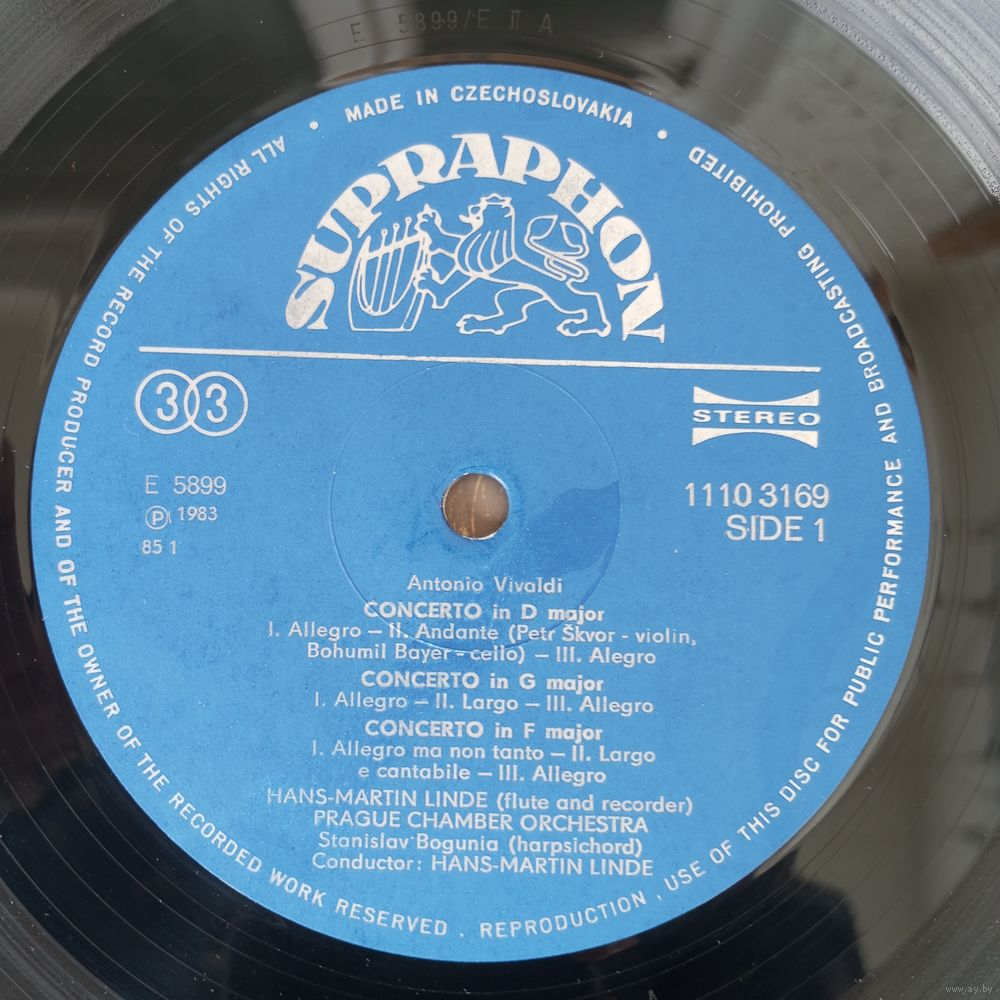 E 5899/E II A
MADE IN CZECHOSLOVAKIA
ALL RIGHTS OF THE RECORD PRODUCER AND OF THE OWNER OF THE RECORDED WORK RESERVED . REPRODUCTION, USE OF THIS DISC FOR PUBLIC PERFORMANCE AND BROADCASTING PROHIBITED
SUPRAPHON
33
STEREO
E 5899
Ⓟ 1983
85 1
1110 3169
SIDE 1
Antonio Vivaldi
CONCERTO in D major
I. Allegro – II. Andante (Petr Škvor - violin,
Bohumil Bayer - cello) – III. Alegro
CONCERTO in G major
I. Allegro – II. Largo – III. Allegro
CONCERTO in F major
I. Allegro ma non tanto – II. Largo
e cantabile – III. Allegro
HANS-MARTIN LINDE (flute and recorder)
PRAGUE CHAMBER ORCHESTRA
Stanislav Bogunia (harpsichord)
Conductor: HANS-MARTIN LINDE
www.ay.by